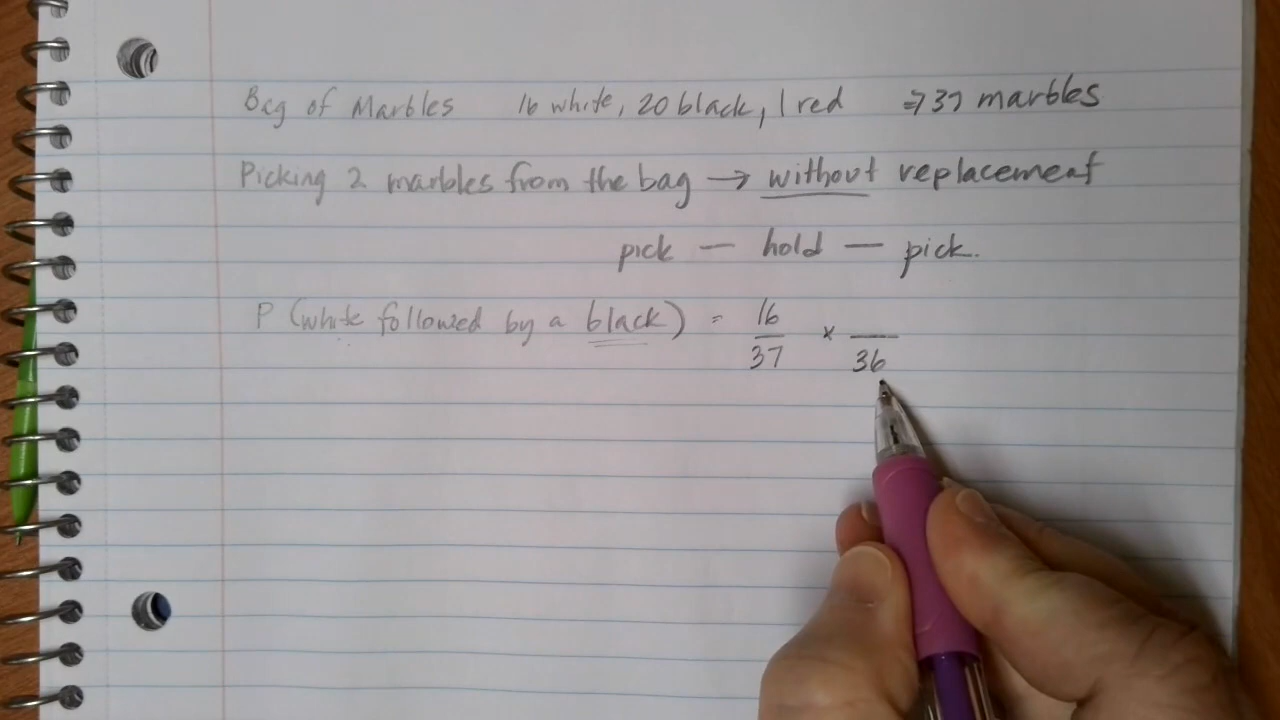 Bag of Marbles 16 white, 20 black, 1 red ⇒ 37 marbles
Picking 2 marbles from the bag → without replacement
pick — hold — pick.
P (white followed by a black) = 16/37 × __/36